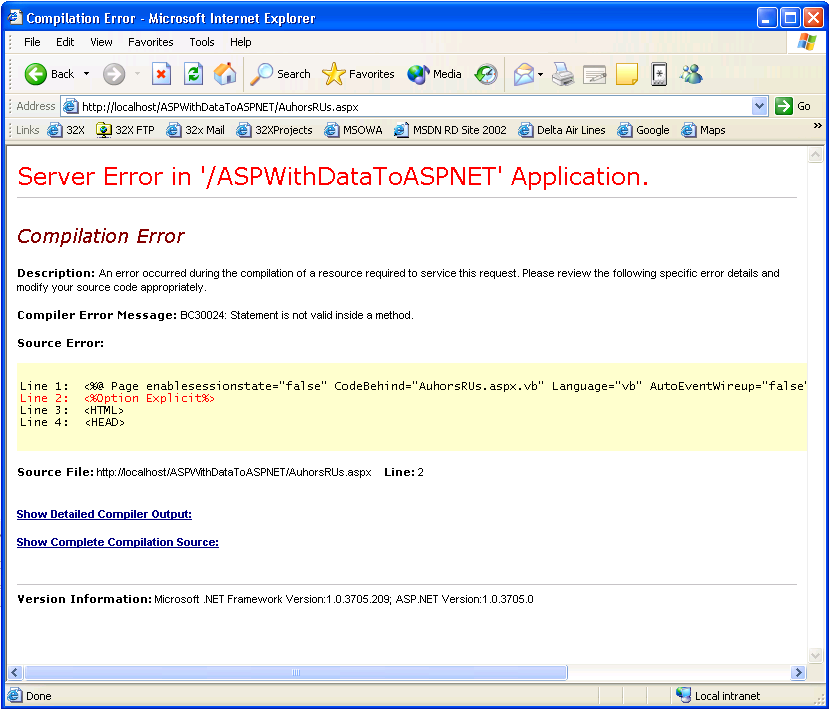 Compilation Error - Microsoft Internet Explorer
File Edit View Favorites Tools Help
Back Search Favorites Media
Address http://localhost/ASPWithDataToASPNET/AuhorsRUs.aspx Go
Links 32X 32X FTP 32x Mail 32XProjects MSOWA MSDN RD Site 2002 Delta Air Lines Google Maps »
Server Error in '/ASPWithDataToASPNET' Application.
Compilation Error
Description: An error occurred during the compilation of a resource required to service this request. Please review the following specific error details and
modify your source code appropriately.
Compiler Error Message: BC30024: Statement is not valid inside a method.
Source Error:
Line 1: <%@ Page enablesessionstate="false" CodeBehind="AuhorsRUs.aspx.vb" Language="vb" AutoEventWireup="false"
Line 2: <%Option Explicit%>
Line 3: <HTML>
Line 4: <HEAD>
Source File: http://localhost/ASPWithDataToASPNET/AuhorsRUs.aspx Line: 2
Show Detailed Compiler Output:
Show Complete Compilation Source:
Version Information: Microsoft .NET Framework Version:1.0.3705.209; ASP.NET Version:1.0.3705.0
Done Local intranet